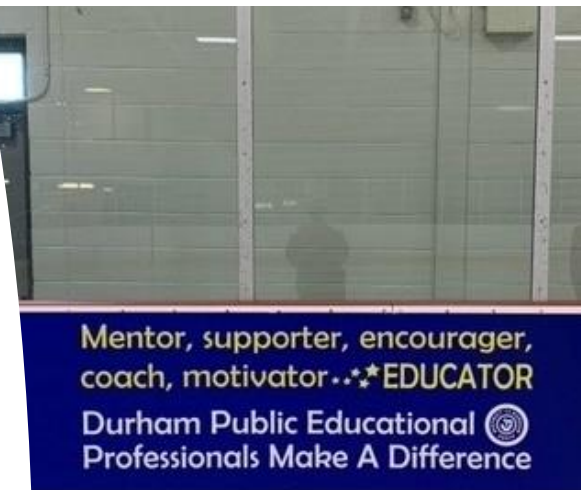 Mentor, supporter, encourager,
coach, motivator EDUCATOR
Durham Public Educational
Professionals Make A Difference